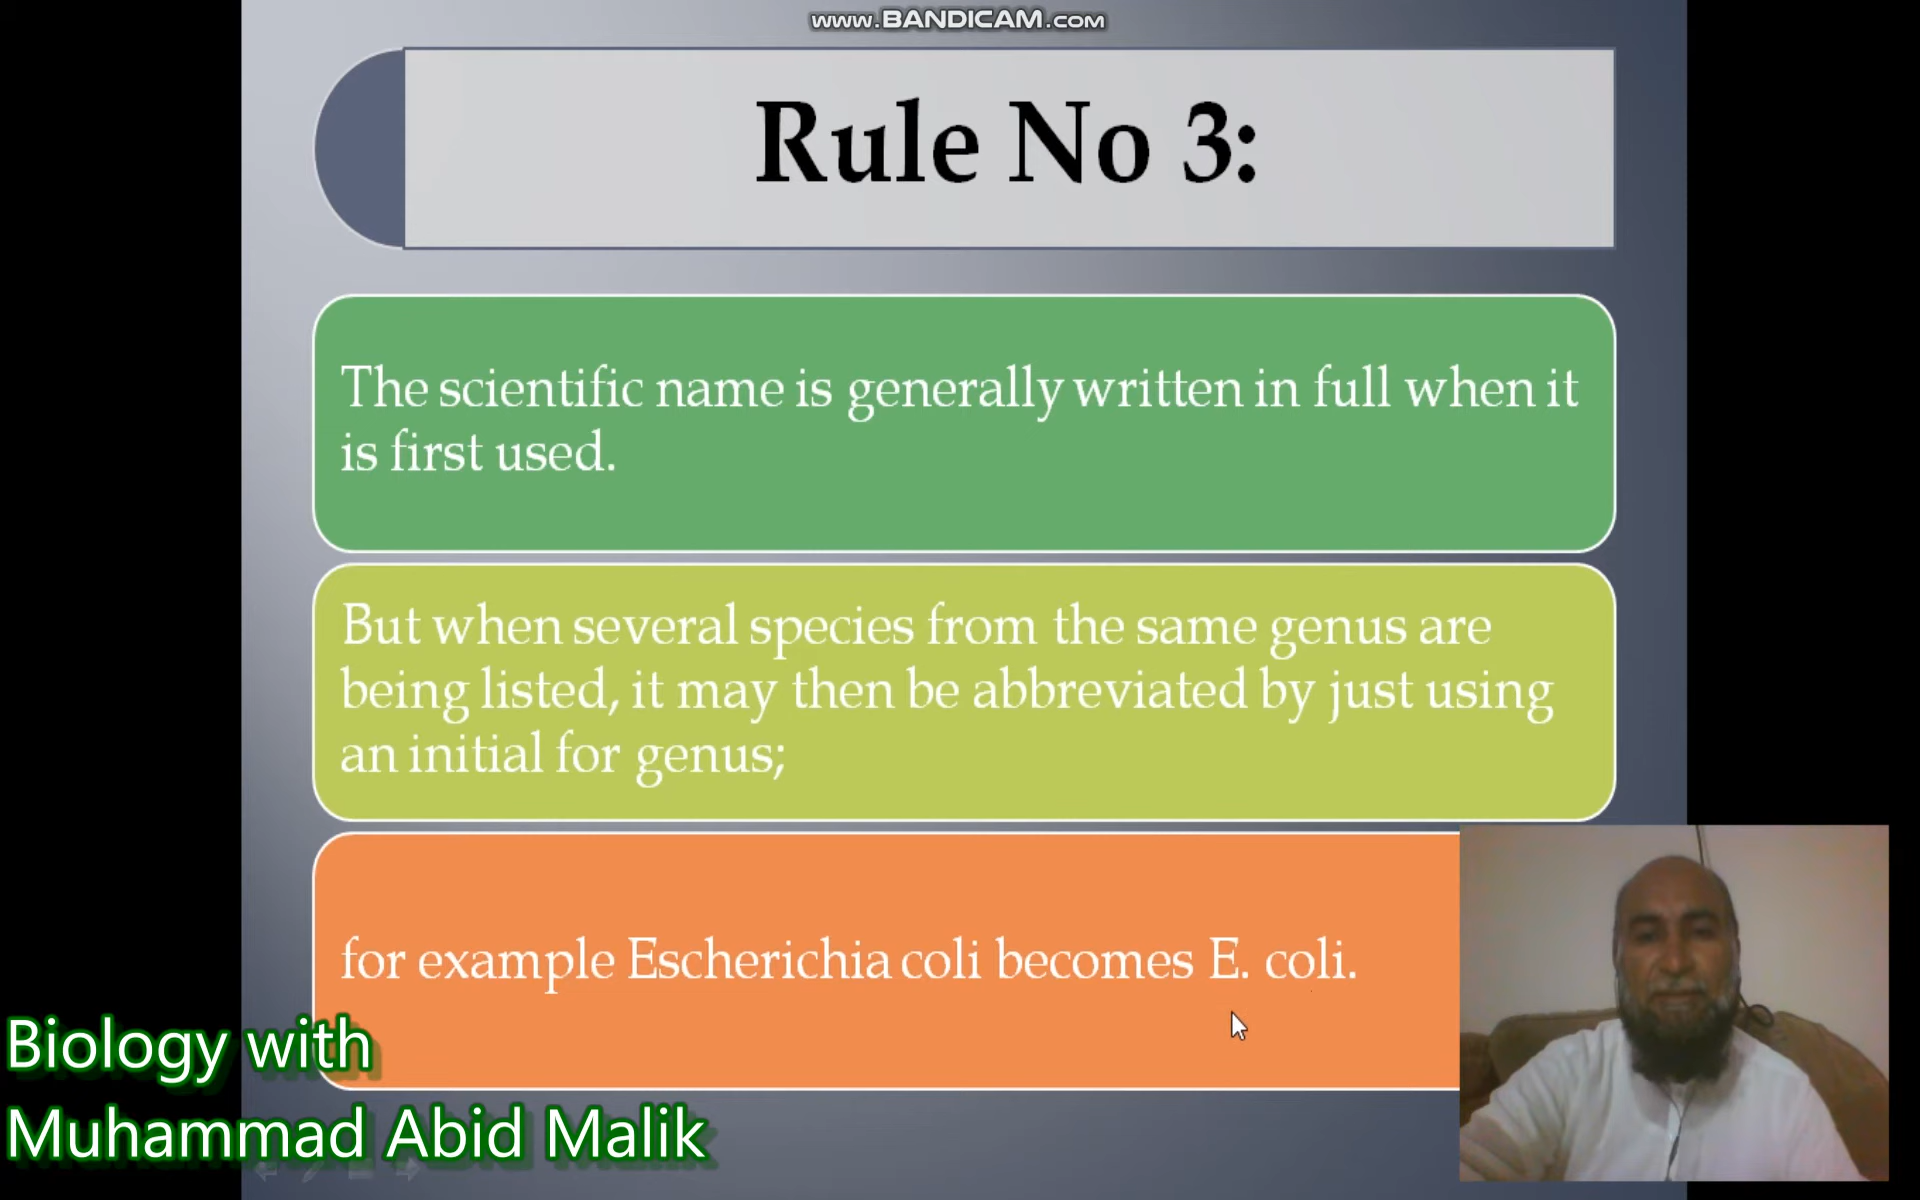 www.BANDICAM.com
Rule No 3:
The scientific name is generally written in full when it
is first used.
But when several species from the same genus are
being listed, it may then be abbreviated by just using
an initial for genus;
for example Escherichia coli becomes E. coli.
Biology with
Muhammad Abid Malik